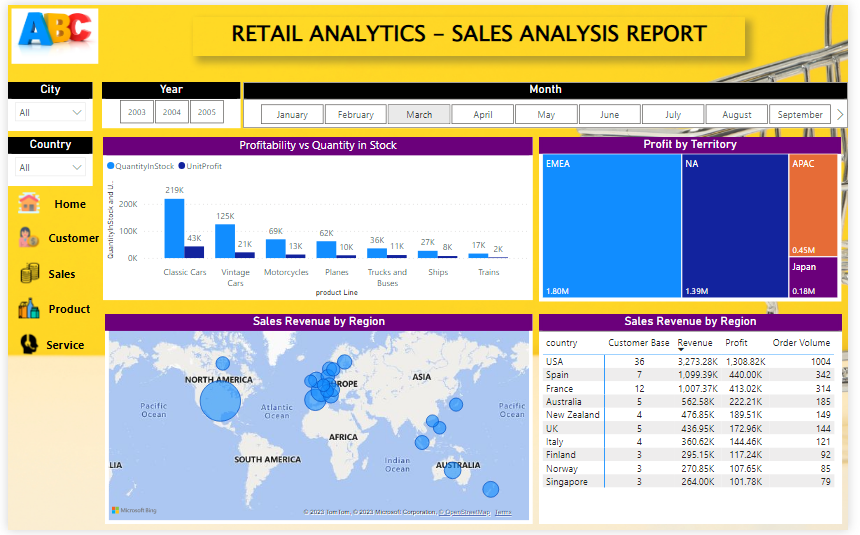 ABC
RETAIL ANALYTICS – SALES ANALYSIS REPORT
City
All
Year
2003 2004 2005
Month
January February March April May June July August September
Country
All
Home
Customer
Sales
Product
Service
Profitability vs Quantity in Stock
QuantityInStock UnitProfit
QuantityInStock and U...
200K
100K
0K
219K 43K
125K 21K
69K 13K
62K 10K
36K 11K
27K 8K
17K 2K
Classic Cars
Vintage
Cars
Motorcycles
Planes
Trucks and
Buses
Ships
Trains
product Line
Profit by Territory
EMEA
1.80M
NA
1.39M
APAC
0.45M
Japan
0.18M
Sales Revenue by Region
NORTH AMERICA
EUROPE
ASIA
Pacific
Ocean
Atlantic
Ocean
Pacific
Ocean
AFRICA
SOUTH AMERICA
Indian
Ocean
LIA
AUSTRALIA
Microsoft Bing
© 2023 TomTom, © 2023 Microsoft Corporation, © OpenStreetMap Terms
Sales Revenue by Region
country Customer Base Revenue Profit Order Volume
USA 36 3,273.28K 1,308.82K 1004
Spain 7 1,099.39K 440.00K 342
France 12 1,007.37K 413.02K 314
Australia 5 562.58K 222.21K 185
New Zealand 4 476.85K 189.51K 149
UK 5 436.95K 172.96K 144
Italy 4 360.62K 144.46K 121
Finland 3 295.15K 117.24K 92
Norway 3 270.85K 107.65K 85
Singapore 3 264.00K 101.78K 79